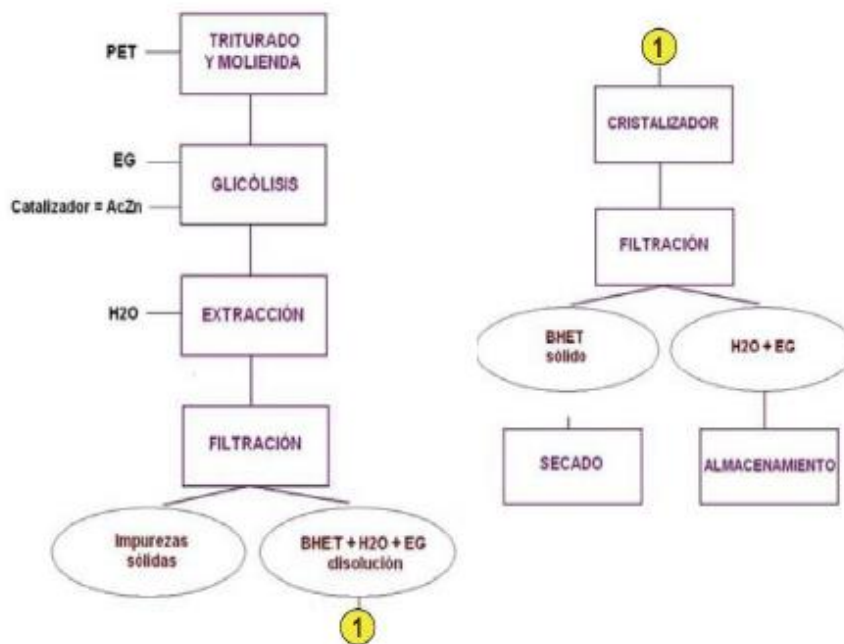 PET
TRITURADO
Y MOLIENDA
EG
Catalizador = AcZn
GLICÓLISIS
H2O
EXTRACCIÓN
FILTRACIÓN
Impurezas
sólidas
BHET + H2O + EG
disolución
1
1
CRISTALIZADOR
FILTRACIÓN
BHET
sólido
H2O + EG
SECADO
ALMACENAMIENTO